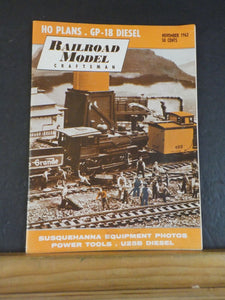 HO PLANS . GP-18 DIESEL
NOVEMBER 1962
50 CENTS
RAILROAD MODEL
CRAFTSMAN
Grande
SUSQUEHANNA EQUIPMENT PHOTOS
POWER TOOLS . U25B DIESEL